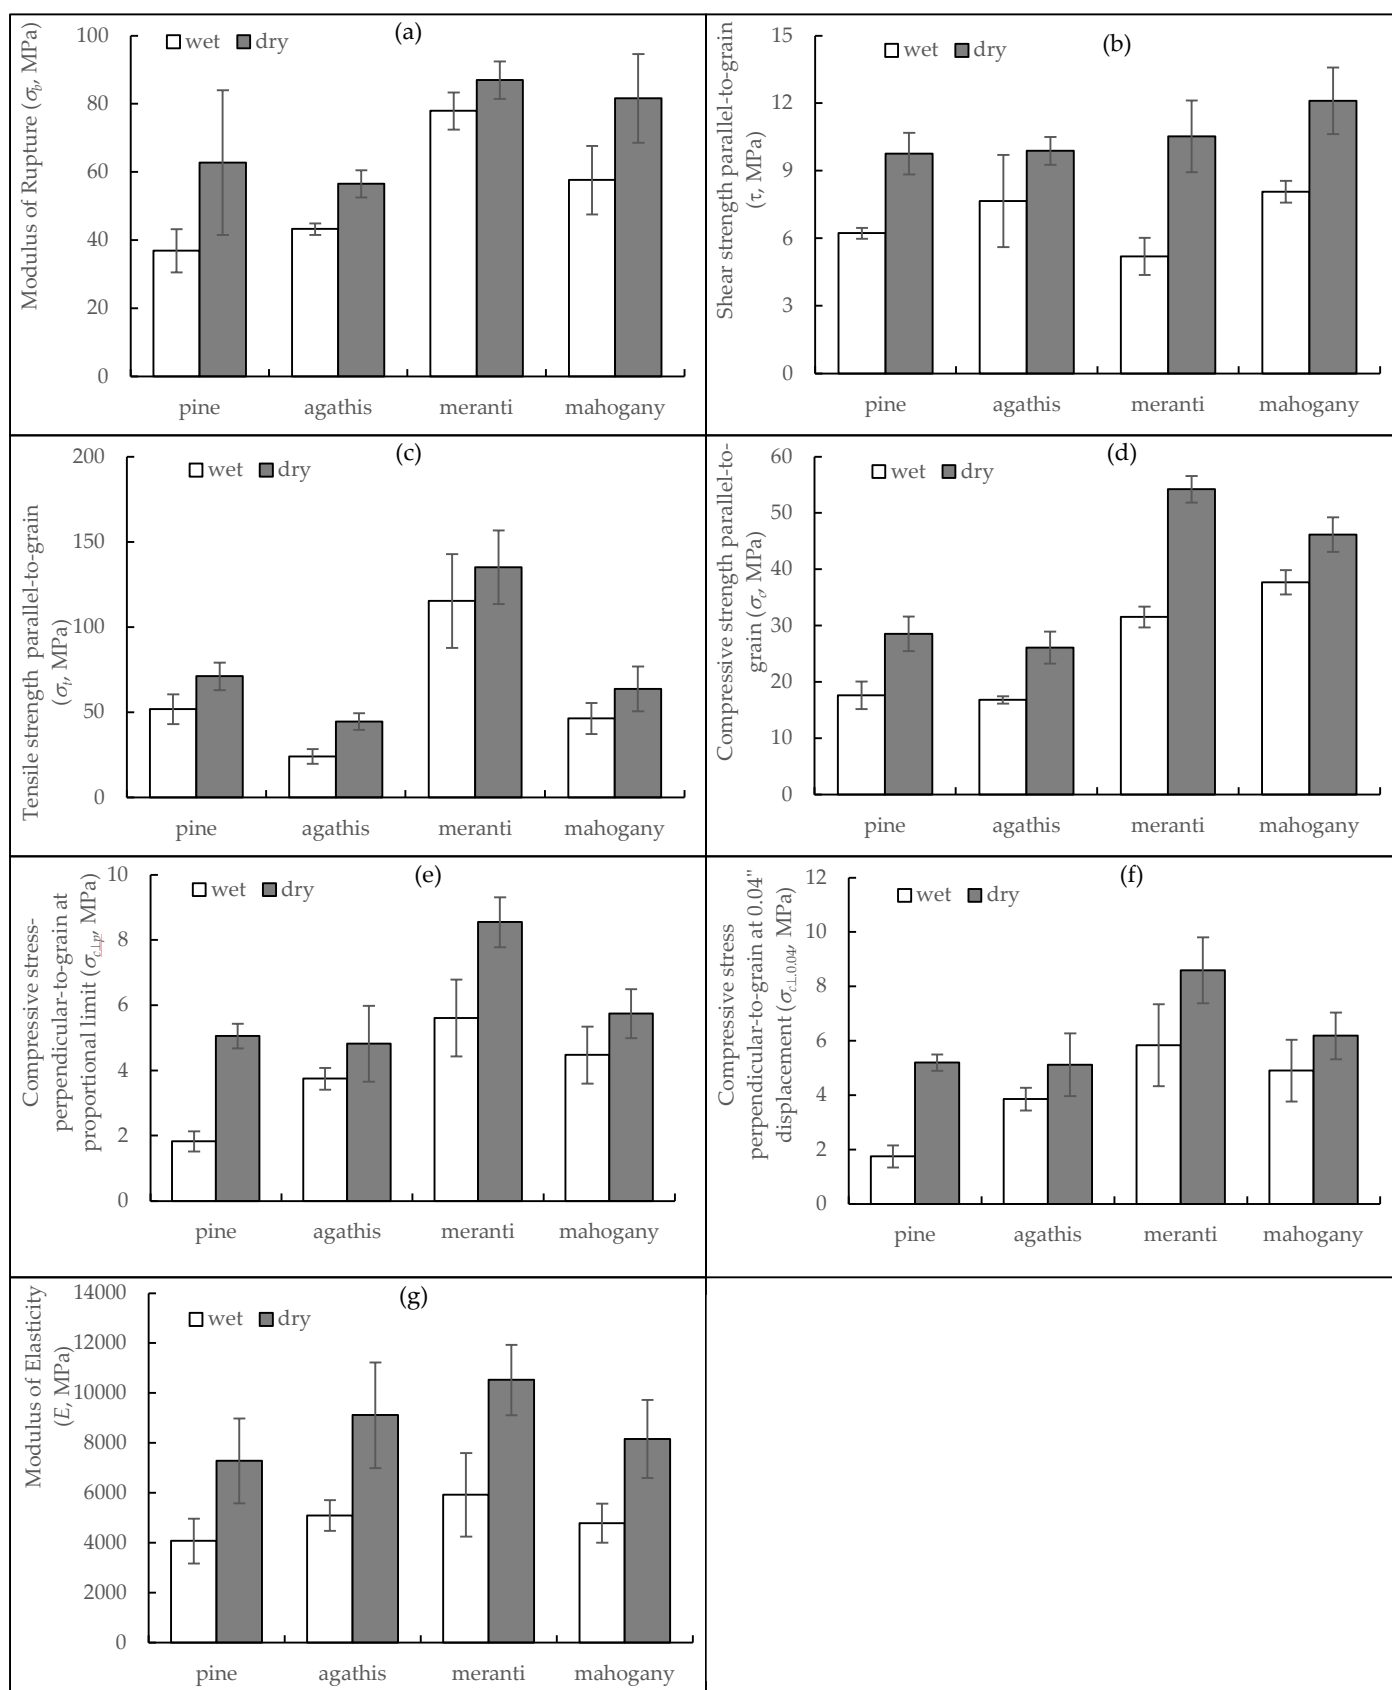 (a)
wet dry
Modulus of Rupture (σb, MPa)
100
80
60
40
20
0
pine agathis meranti mahogany
(b)
wet dry
Shear strength parallel-to-grain
(τ, MPa)
15
12
9
6
3
0
pine agathis meranti mahogany
(c)
wet dry
Tensile strength parallel-to-grain
(σt, MPa)
200
150
100
50
0
pine agathis meranti mahogany
(d)
wet dry
Compressive strength parallel-to-
grain (σc, MPa)
60
50
40
30
20
10
0
pine agathis meranti mahogany
(e)
wet dry
Compressive stress-
perpendicular-to-grain at
proportional limit (σc⊥p, MPa)
10
8
6
4
2
0
pine agathis meranti mahogany
(f)
wet dry
Compressive stress
perpendicular-to-grain at 0.04"
displacement (σc⊥0.04, MPa)
12
10
8
6
4
2
0
pine agathis meranti mahogany
(g)
wet dry
Modulus of Elasticity
(E, MPa)
14000
12000
10000
8000
6000
4000
2000
0
pine agathis meranti mahogany